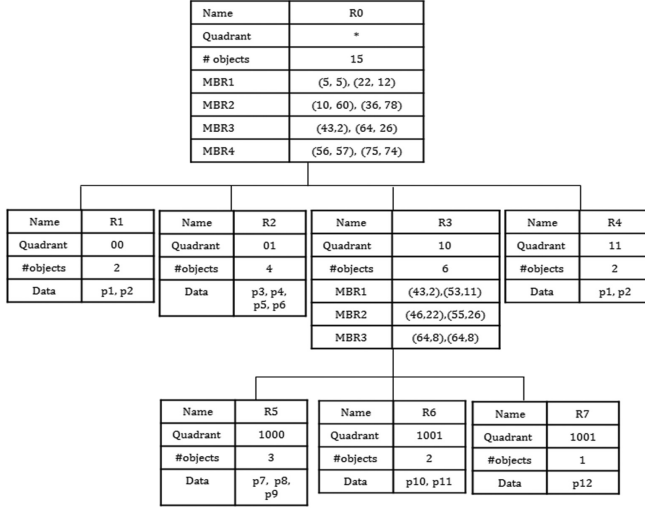 Name R0
Quadrant *
# objects 15
MBR1 (5, 5), (22, 12)
MBR2 (10, 60), (36, 78)
MBR3 (43,2), (64, 26)
MBR4 (56, 57), (75, 74)
Name R1
Quadrant 00
#objects 2
Data p1, p2
Name R2
Quadrant 01
#objects 4
Data p3, p4,
p5, p6
Name R3
Quadrant 10
#objects 6
MBR1 (43,2),(53,11)
MBR2 (46,22),(55,26)
MBR3 (64,8),(64,8)
Name R4
Quadrant 11
#objects 2
Data p1, p2
Name R5
Quadrant 1000
#objects 3
Data p7, p8,
p9
Name R6
Quadrant 1001
#objects 2
Data p10, p11
Name R7
Quadrant 1001
#objects 1
Data p12